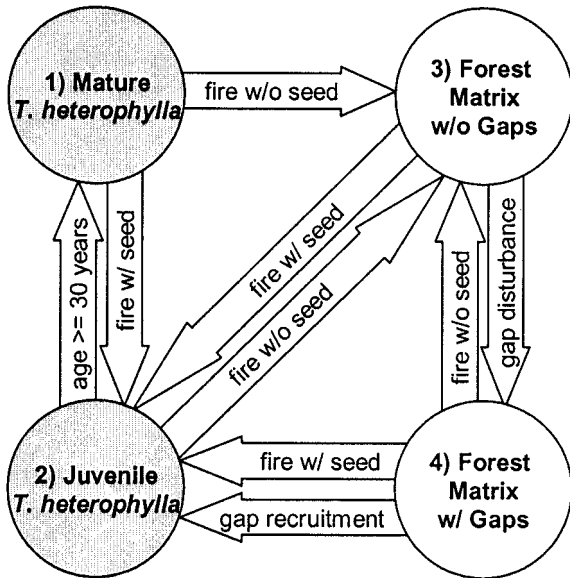 1) Mature
T. heterophylla
fire w/o seed
3) Forest
Matrix
w/o Gaps
age >= 30 years
fire w/ seed
fire w/ seed
fire w/o seed
fire w/o seed
gap disturbance
2) Juvenile
T. heterophylla
fire w/ seed
gap recruitment
4) Forest
Matrix
w/ Gaps